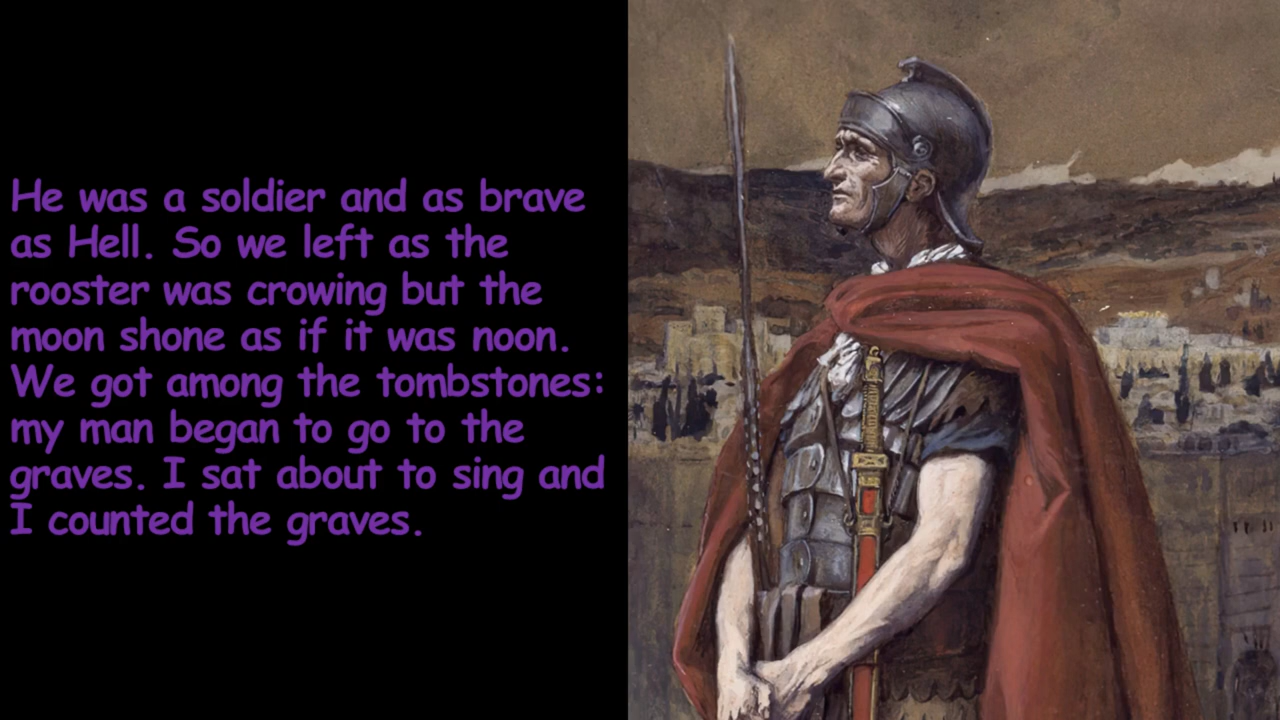 He was a soldier and as brave
as Hell. So we left as the
rooster was crowing but the
moon shone as if it was noon.
We got among the tombstones:
my man began to go to the
graves. I sat about to sing and
I counted the graves.